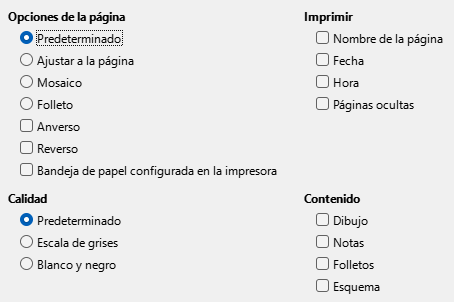 Opciones de la página
Predeterminado
Ajustar a la página
Mosaico
Folleto
Anverso
Reverso
Bandeja de papel configurada en la impresora
Imprimir
Nombre de la página
Fecha
Hora
Páginas ocultas
Calidad
Predeterminado
Escala de grises
Blanco y negro
Contenido
Dibujo
Notas
Folletos
Esquema